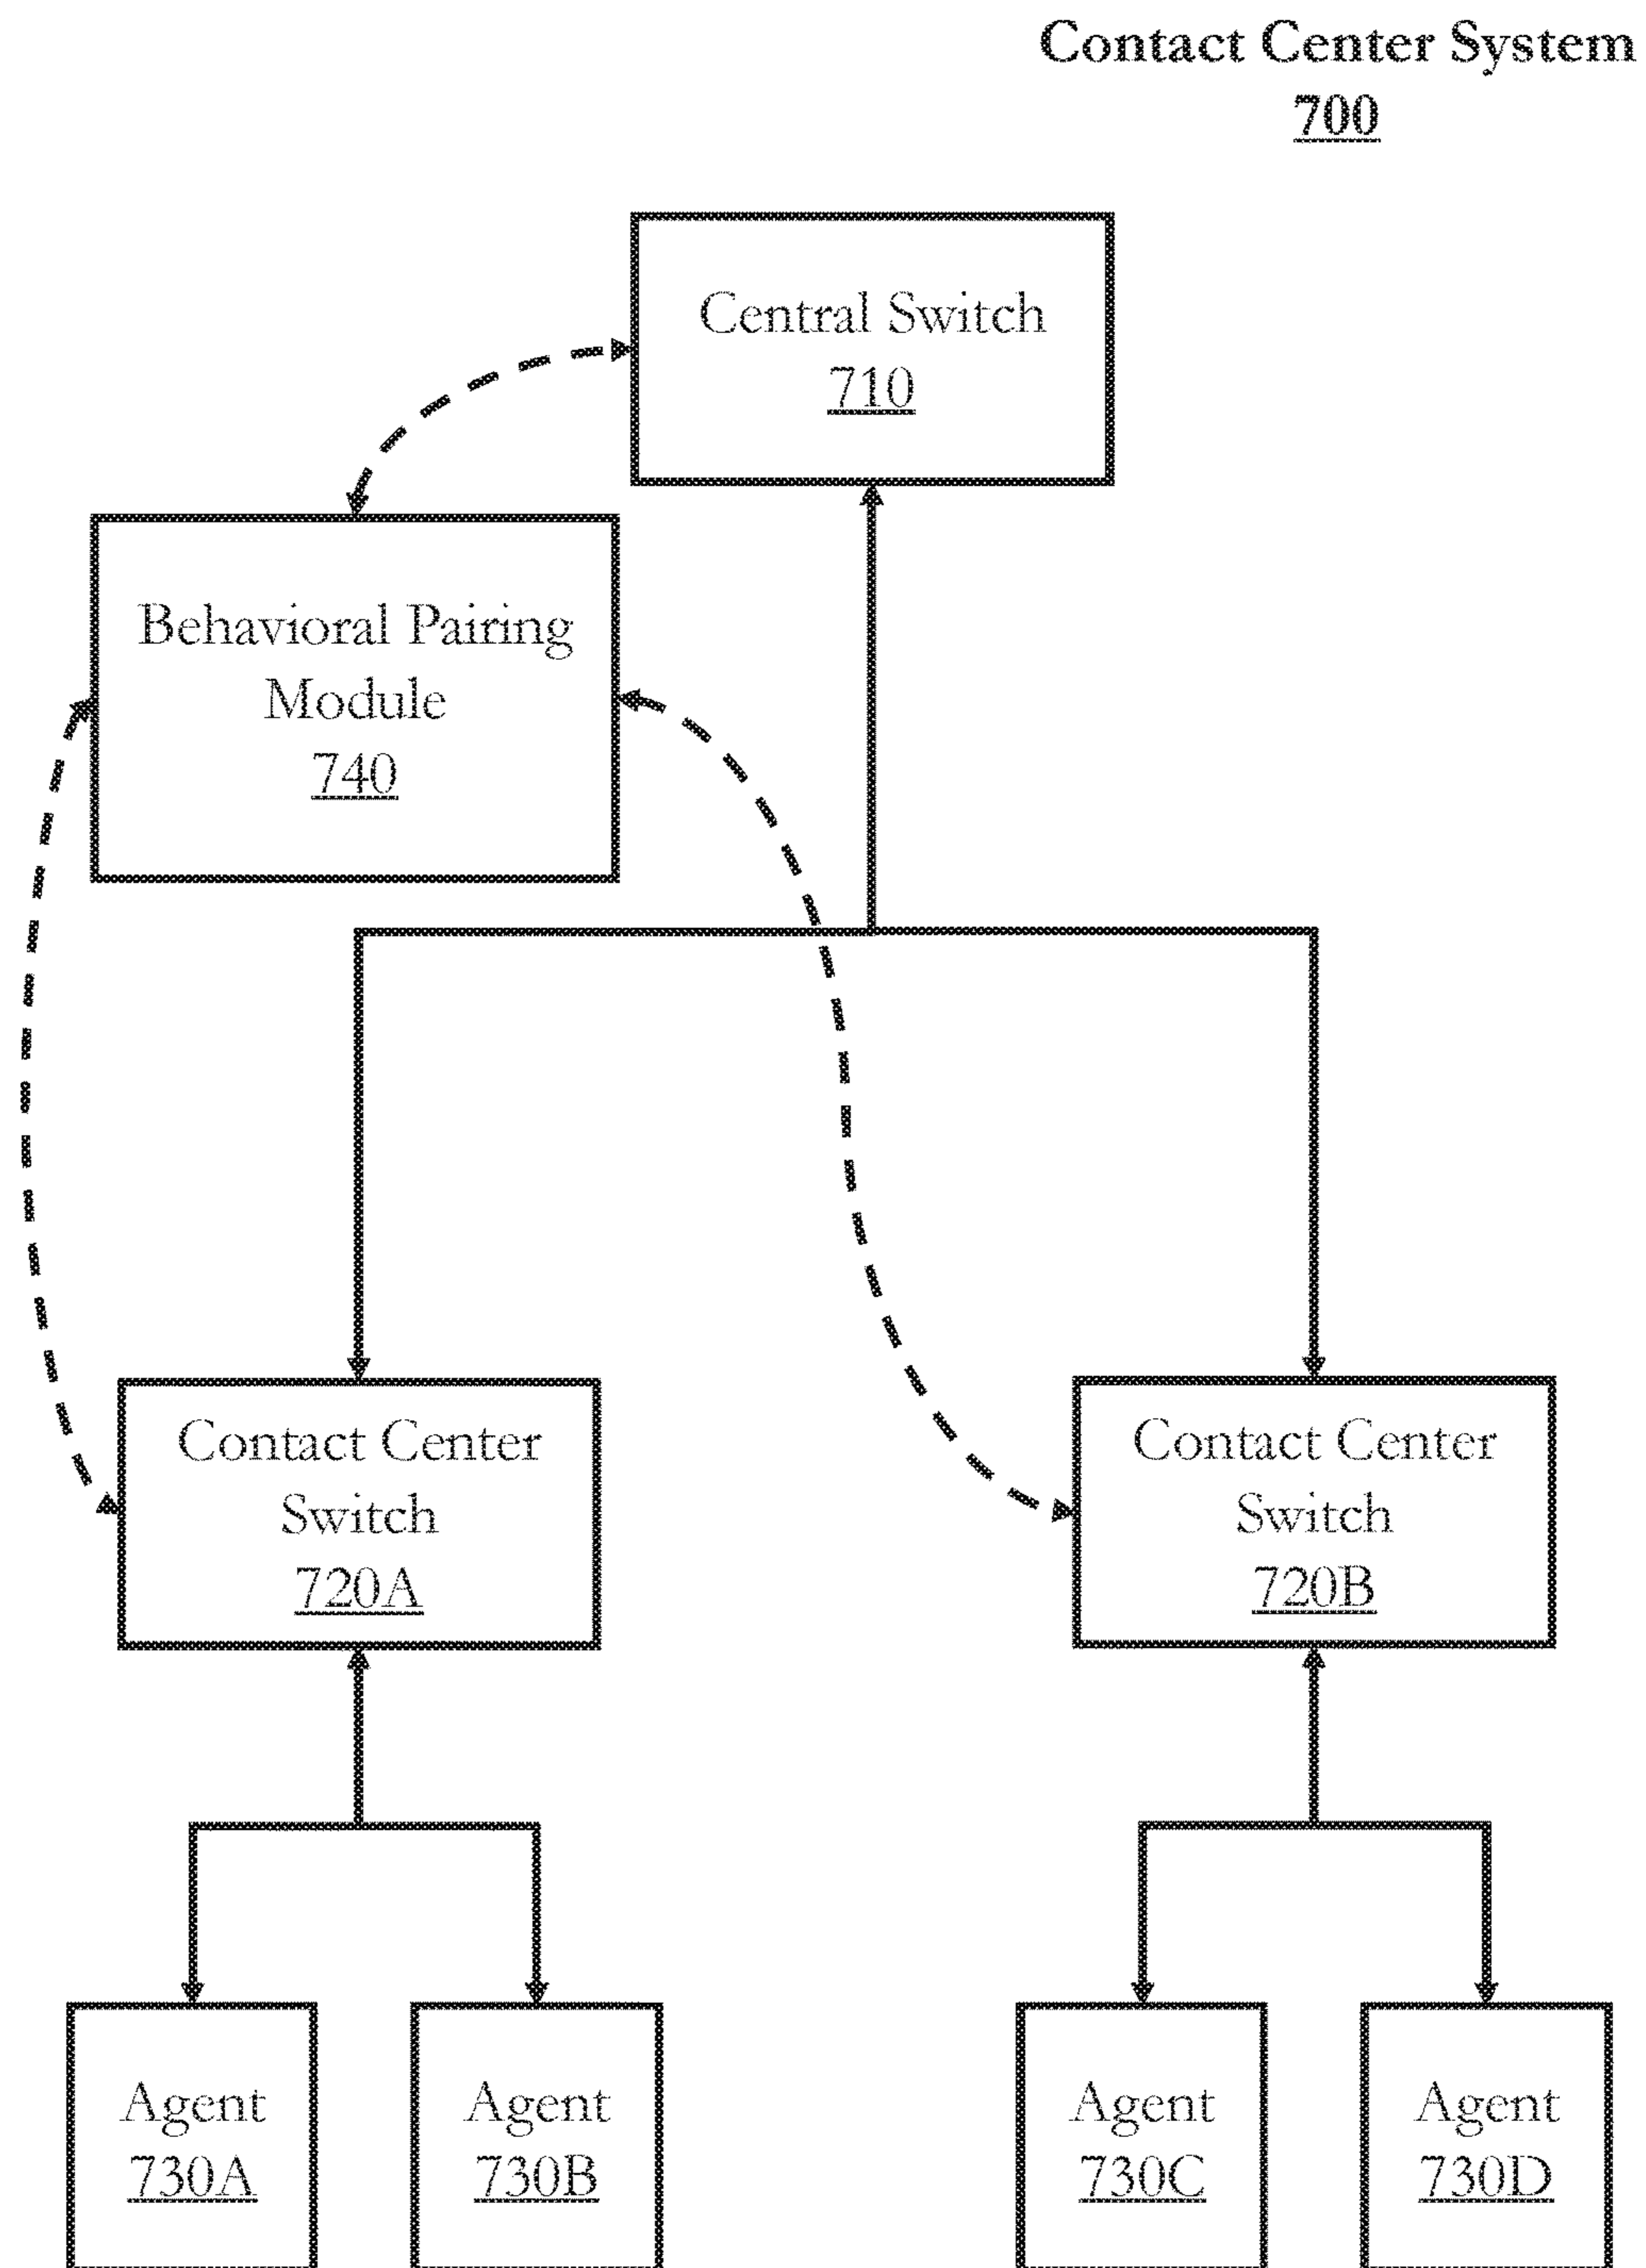 Contact Center System
700
Central Switch
710
Behavioral Pairing
Module
740
Contact Center
Switch
720A
Contact Center
Switch
720B
Agent
730A
Agent
730B
Agent
730C
Agent
730D